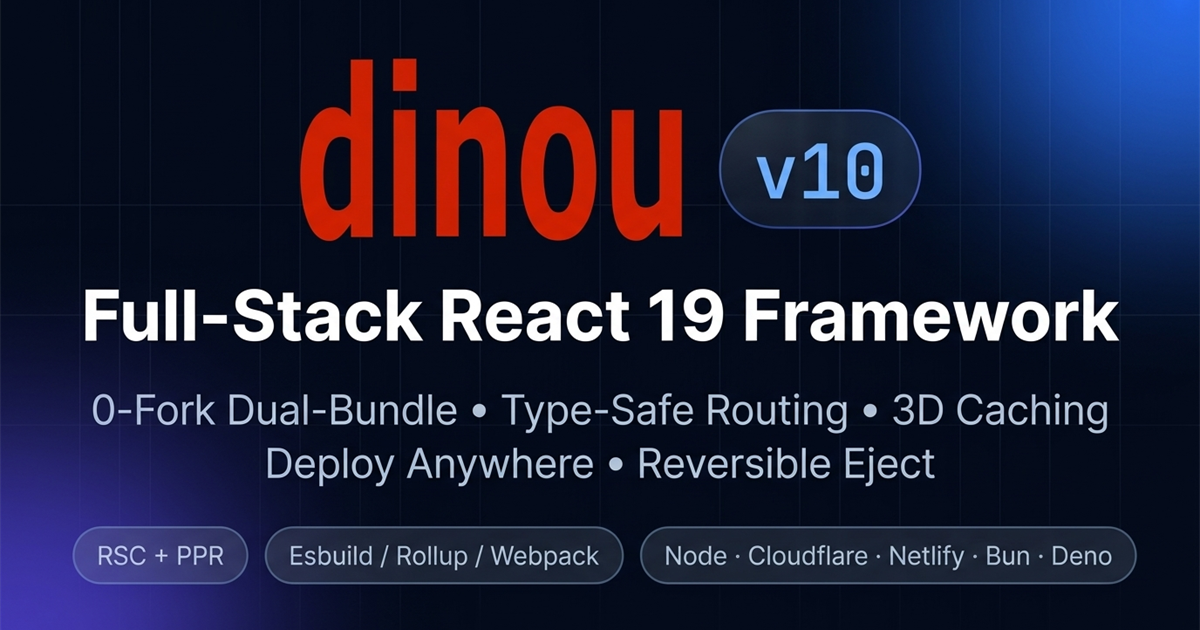 dinou v10
Full-Stack React 19 Framework
0-Fork Dual-Bundle • Type-Safe Routing • 3D Caching
Deploy Anywhere • Reversible Eject
RSC + PPR
Esbuild / Rollup / Webpack
Node · Cloudflare · Netlify · Bun · Deno